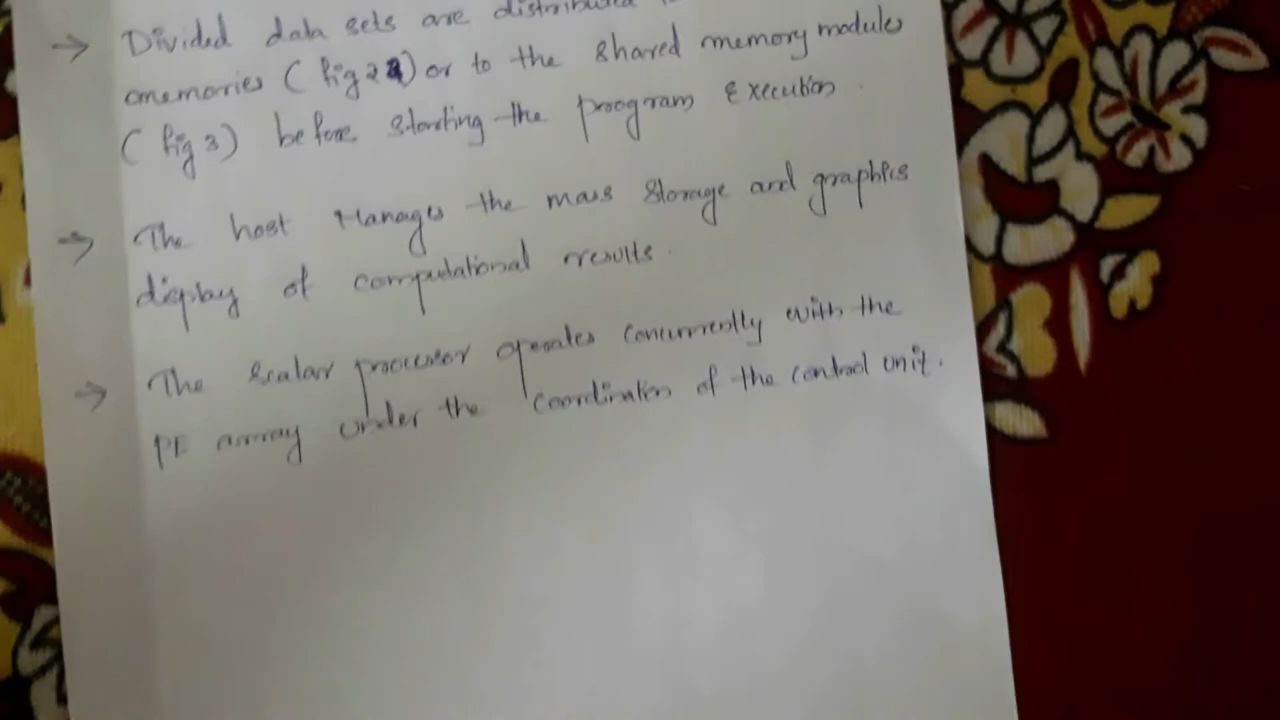 → Divided data sets are distributed
memories (fig 2) or to the shared memory modules
(fig 3) before starting the program Execution.
→ The host Manages the mass storage and graphics
display of computational results.
→ The scalar processor operates concurrently with the
PE array under the coordination of the control unit.